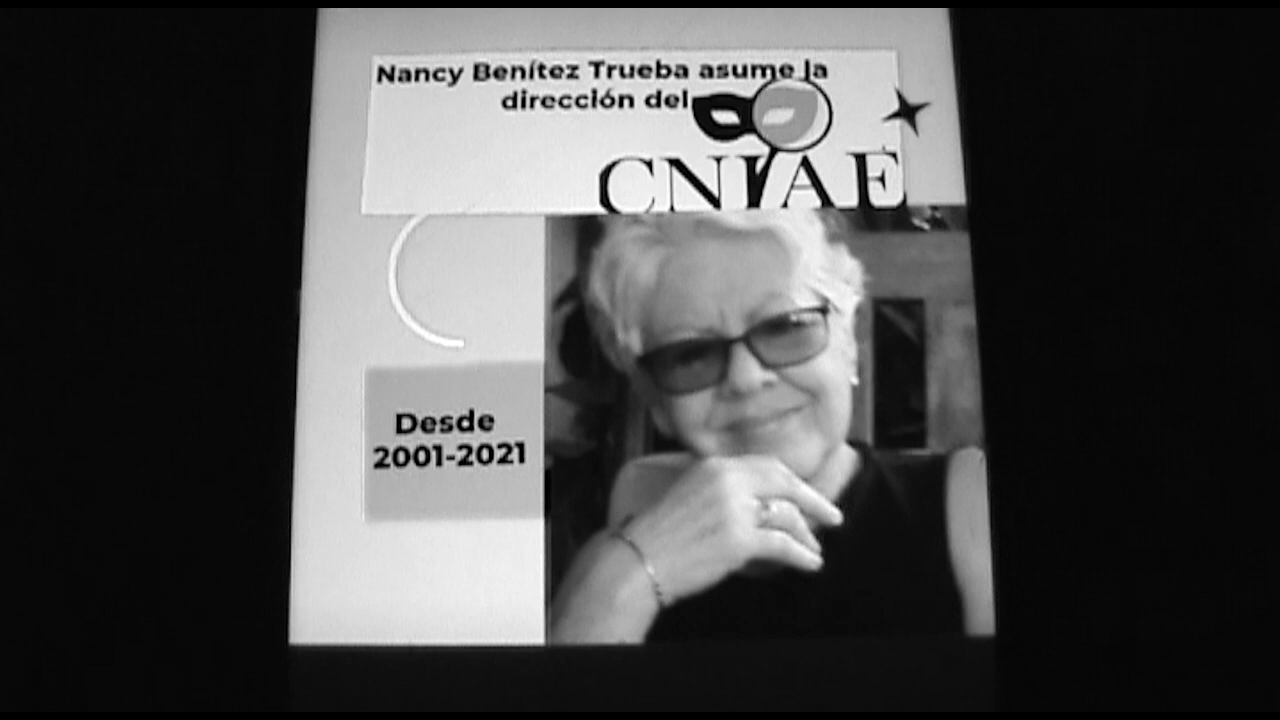 Nancy Benítez Trueba asume la
dirección del
CNIAE
Desde
2001-2021